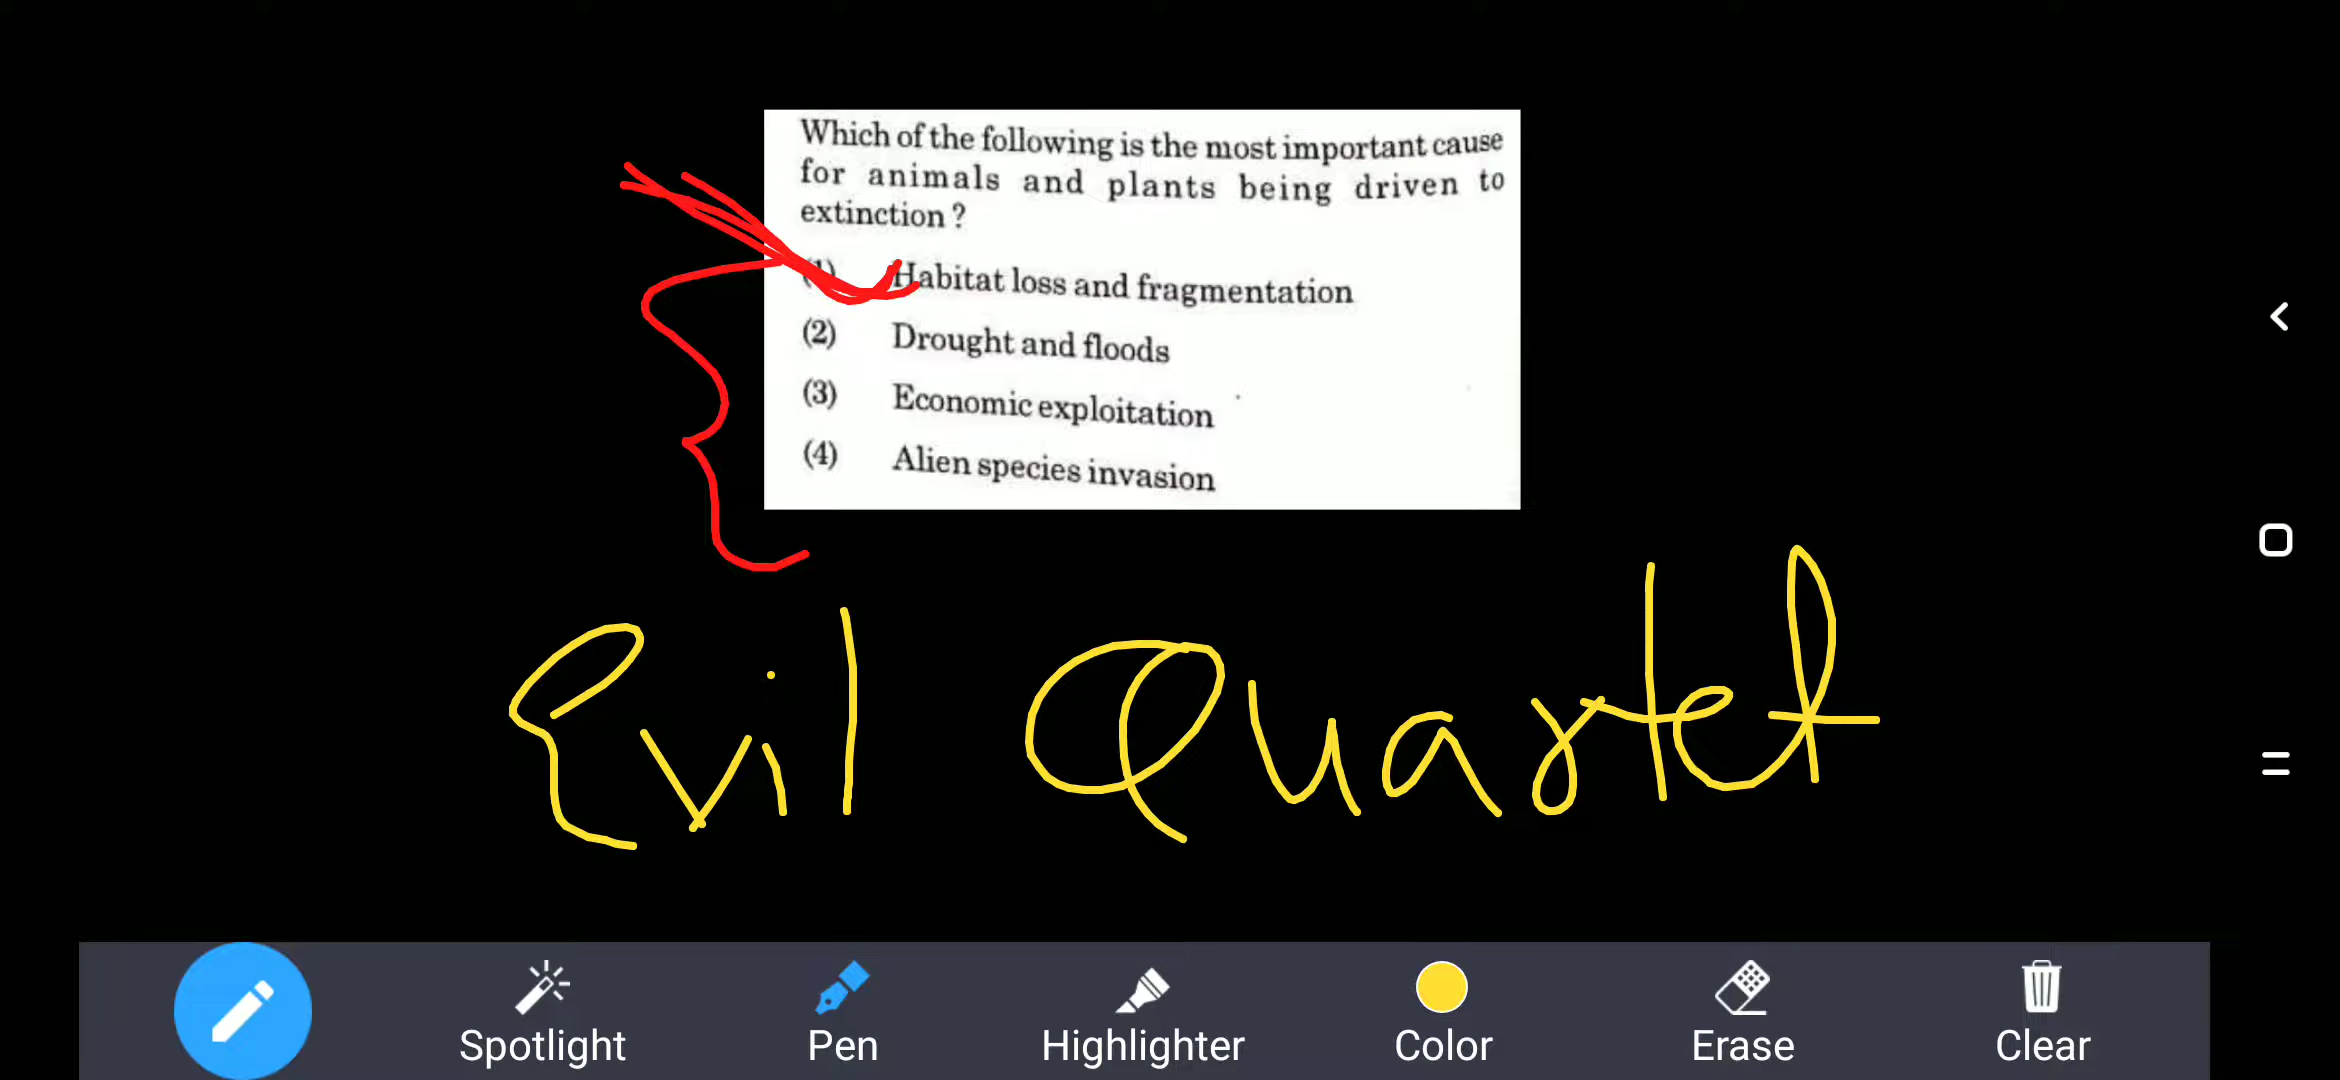 Which of the following is the most important cause
for animals and plants being driven to
extinction ?
(1) Habitat loss and fragmentation
(2) Drought and floods
(3) Economic exploitation
(4) Alien species invasion
Evil Quartet
Spotlight Pen Highlighter Color Erase Clear